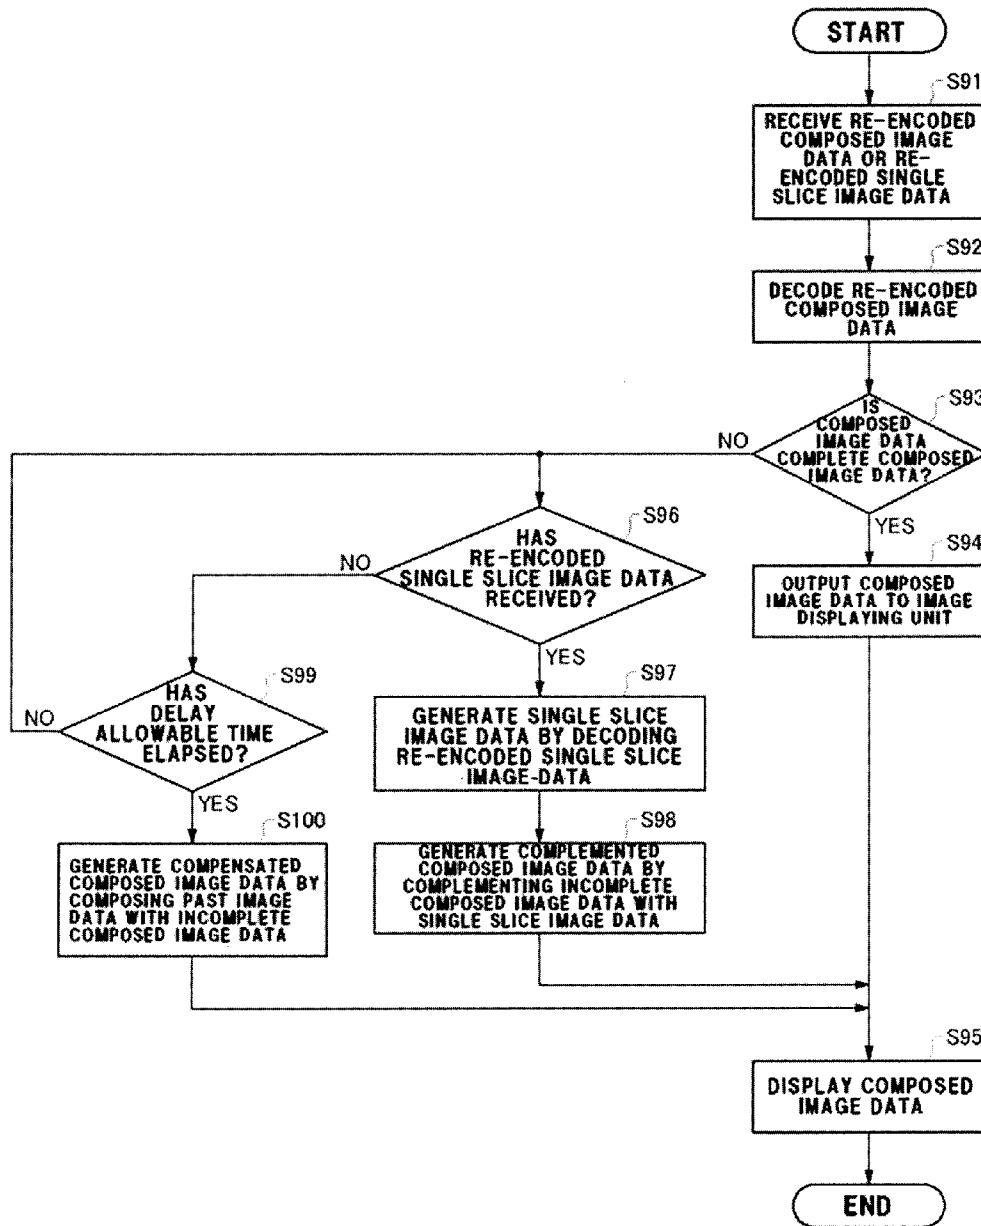 START
S91
RECEIVE RE-ENCODED
COMPOSED IMAGE
DATA OR RE-
ENCODED SINGLE
SLICE IMAGE DATA
S92
DECODE RE-ENCODED
COMPOSED IMAGE
DATA
S93
IS
COMPOSED
IMAGE DATA
COMPLETE COMPOSED
IMAGE DATA?
NO
YES
S94
OUTPUT COMPOSED
IMAGE DATA TO IMAGE
DISPLAYING UNIT
S96
HAS
RE-ENCODED
SINGLE SLICE IMAGE DATA
RECEIVED?
NO
YES
S97
GENERATE SINGLE SLICE
IMAGE DATA BY DECODING
RE-ENCODED SINGLE SLICE
IMAGE-DATA
S98
GENERATE COMPLEMENTED
COMPOSED IMAGE DATA BY
COMPLEMENTING INCOMPLETE
COMPOSED IMAGE DATA WITH
SINGLE SLICE IMAGE DATA
S99
HAS
DELAY
ALLOWABLE TIME
ELAPSED?
NO
YES
S100
GENERATE COMPENSATED
COMPOSED IMAGE DATA BY
COMPOSING PAST IMAGE
DATA WITH INCOMPLETE
COMPOSED IMAGE DATA
S95
DISPLAY COMPOSED
IMAGE DATA
END